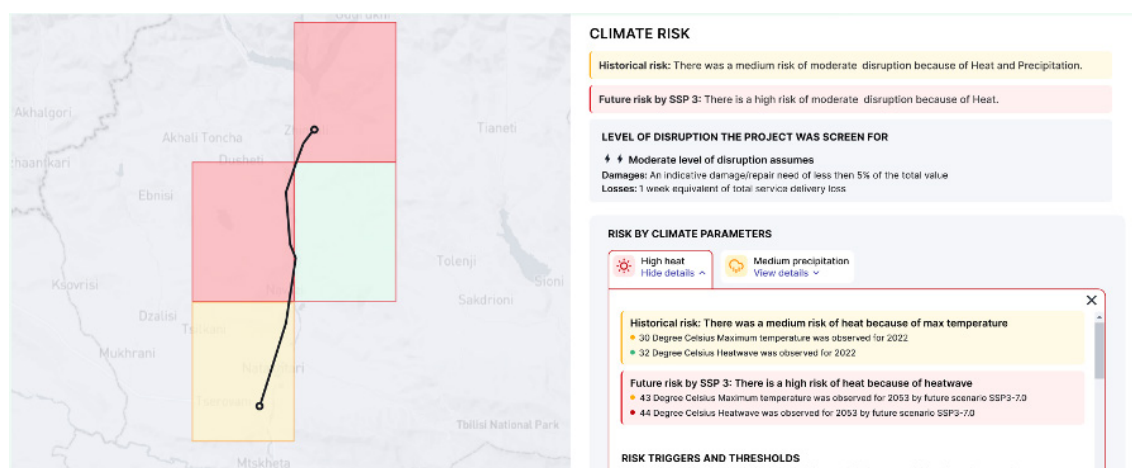 Akhalgori
Akhali Toncha
Tianeti
Dusheti
Ebnisi
Tolenji
Sioni
Ksovrisi
Sakdrioni
Dzalisi
Mukhrani
Tbilisi National Park
Mtskheta
CLIMATE RISK
Historical risk: There was a medium risk of moderate disruption because of Heat and Precipitation.
Future risk by SSP 3: There is a high risk of moderate disruption because of Heat.
LEVEL OF DISRUPTION THE PROJECT WAS SCREEN FOR
Moderate level of disruption assumes
Damages: An indicative damage/repair need of less then 5% of the total value
Losses: 1 week equivalent of total service delivery loss
RISK BY CLIMATE PARAMETERS
High heat
Hide details
Medium precipitation
View details
Historical risk: There was a medium risk of heat because of max temperature
30 Degree Celsius Maximum temperature was observed for 2022
32 Degree Celsius Heatwave was observed for 2022
Future risk by SSP 3: There is a high risk of heat because of heatwave
43 Degree Celsius Maximum temperature was observed for 2053 by future scenario SSP3-7.0
44 Degree Celsius Heatwave was observed for 2053 by future scenario SSP3-7.0
RISK TRIGGERS AND THRESHOLDS